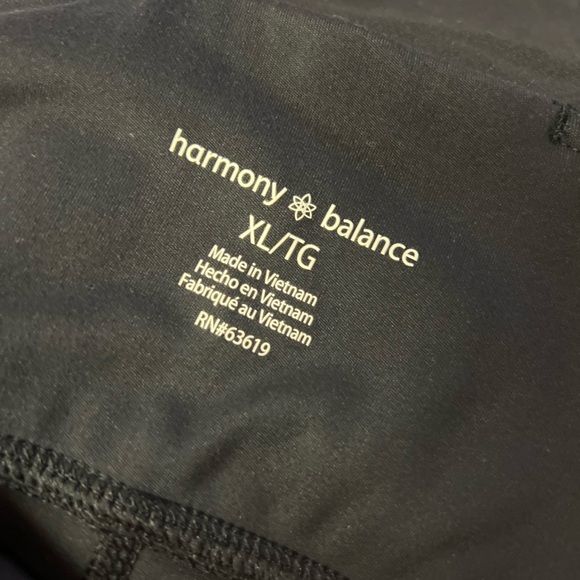 harmony balance
XL/TG
Made in Vietnam
Hecho en Vietnam
Fabriqué au Vietnam
RN#63619